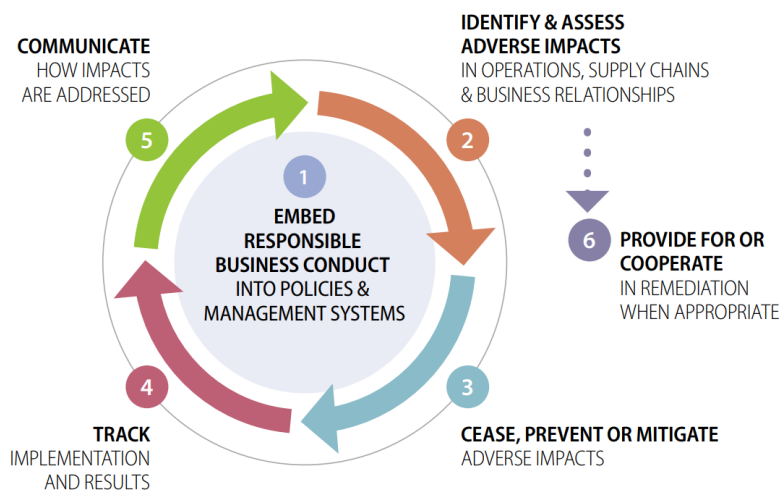 1
EMBED
RESPONSIBLE
BUSINESS CONDUCT
INTO POLICIES &
MANAGEMENT SYSTEMS
2
IDENTIFY & ASSESS
ADVERSE IMPACTS
IN OPERATIONS, SUPPLY CHAINS
& BUSINESS RELATIONSHIPS
3
CEASE, PREVENT OR MITIGATE
ADVERSE IMPACTS
4
TRACK
IMPLEMENTATION
AND RESULTS
5
COMMUNICATE
HOW IMPACTS
ARE ADDRESSED
6
PROVIDE FOR OR
COOPERATE
IN REMEDIATION
WHEN APPROPRIATE